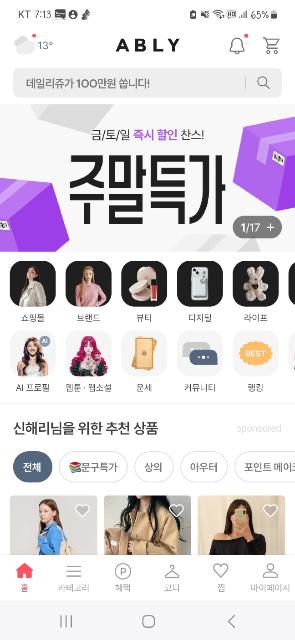 KT 7:13
65%
13°
ABLY
데일리쥬가 100만원 쏩니다!
금/토/일 즉시 할인 찬스!
주말특가
1/17 +
쇼핑몰 브랜드 뷰티 디지털 라이프
AI
BEST
AI 프로필 웹툰·웹소설 운세 커뮤니티 랭킹
신해리님을 위한 추천 상품 sponsored
전체 문구특가 상의 아우터 포인트 메이크
홈 카테고리 혜택 코디 찜 마이페이지